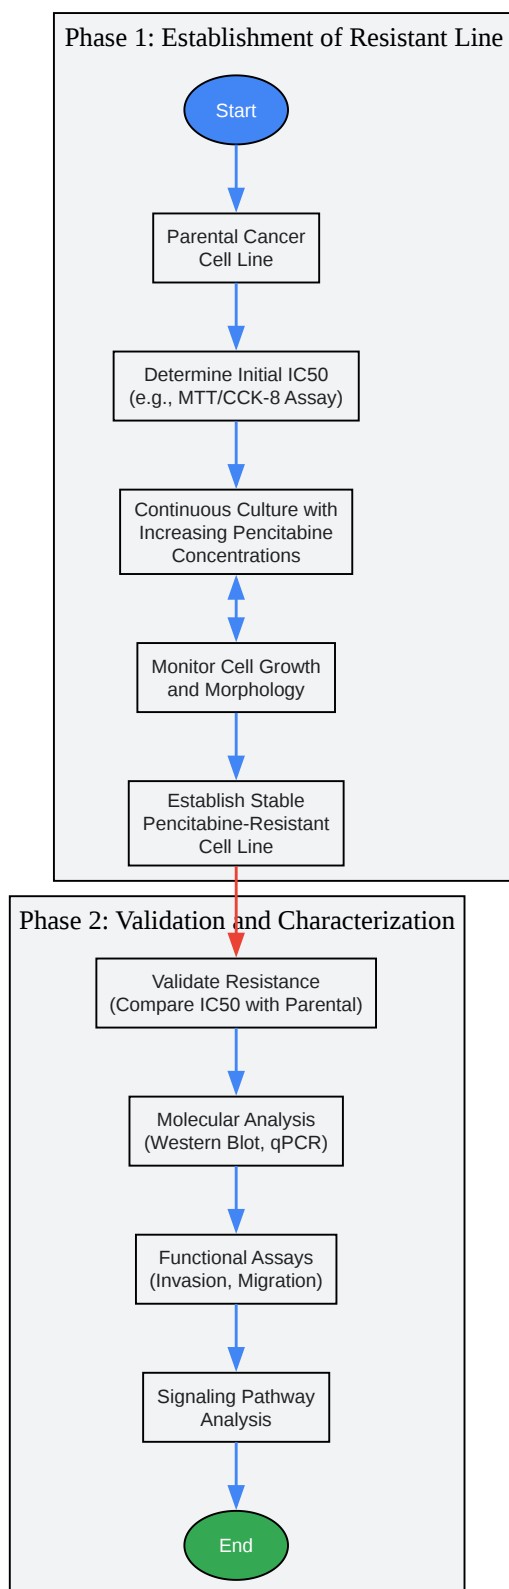 Phase 1: Establishment of Resistant Line
Start
Parental Cancer
Cell Line
Determine Initial IC50
(e.g., MTT/CCK-8 Assay)
Continuous Culture with
Increasing Pencitabine
Concentrations
Monitor Cell Growth
and Morphology
Establish Stable
Pencitabine-Resistant
Cell Line
Phase 2: Validation and Characterization
Validate Resistance
(Compare IC50 with Parental)
Molecular Analysis
(Western Blot, qPCR)
Functional Assays
(Invasion, Migration)
Signaling Pathway
Analysis
End